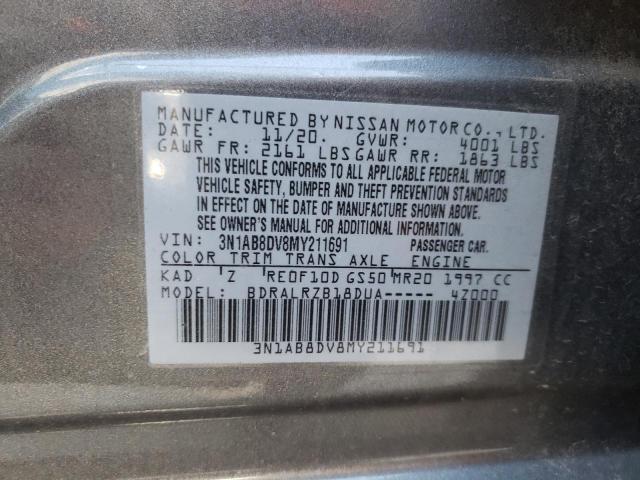 MANUFACTURED BY NISSAN MOTOR CO., LTD.
DATE: 11/20. GVWR: 4001 LBS
GAWR FR: 2161 LBS GAWR RR: 1863 LBS
THIS VEHICLE CONFORMS TO ALL APPLICABLE FEDERAL MOTOR
VEHICLE SAFETY, BUMPER AND THEFT PREVENTION STANDARDS
IN EFFECT ON THE DATE OF MANUFACTURE SHOWN ABOVE.
SEE OWNER'S MANUAL FOR ADDITIONAL INFORMATION.
VIN: 3N1AB8DV8MY211691 PASSENGER CAR.
COLOR TRIM TRANS AXLE ENGINE
KAD Z RE0F10D GS50 MR20 1997 CC
MODEL: BDRALRZB18DUA----- 4Z000
3N1AB8DV8MY211691